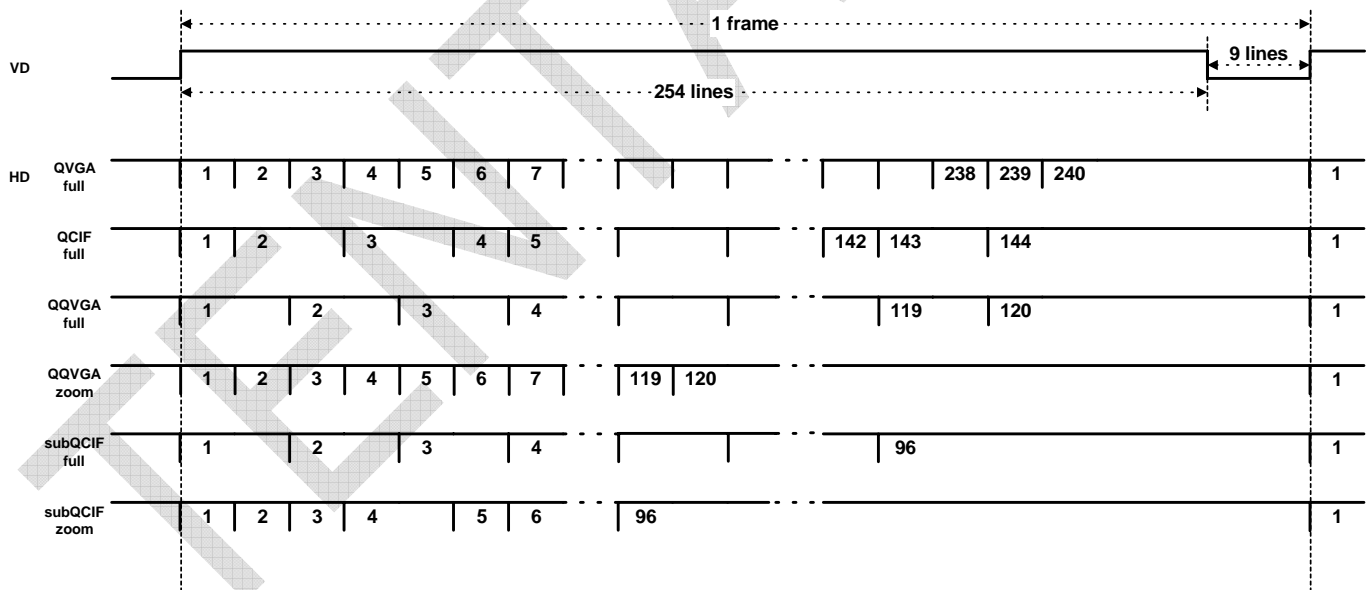 1 frame
VD
9 lines
254 lines
HD
QVGA full
1 2 3 4 5 6 7 238 239 240 1
QCIF full
1 2 3 4 5 142 143 144 1
QQVGA full
1 2 3 4 119 120 1
QQVGA zoom
1 2 3 4 5 6 7 119 120 1
subQCIF full
1 2 3 4 96 1
subQCIF zoom
1 2 3 4 5 6 96 1